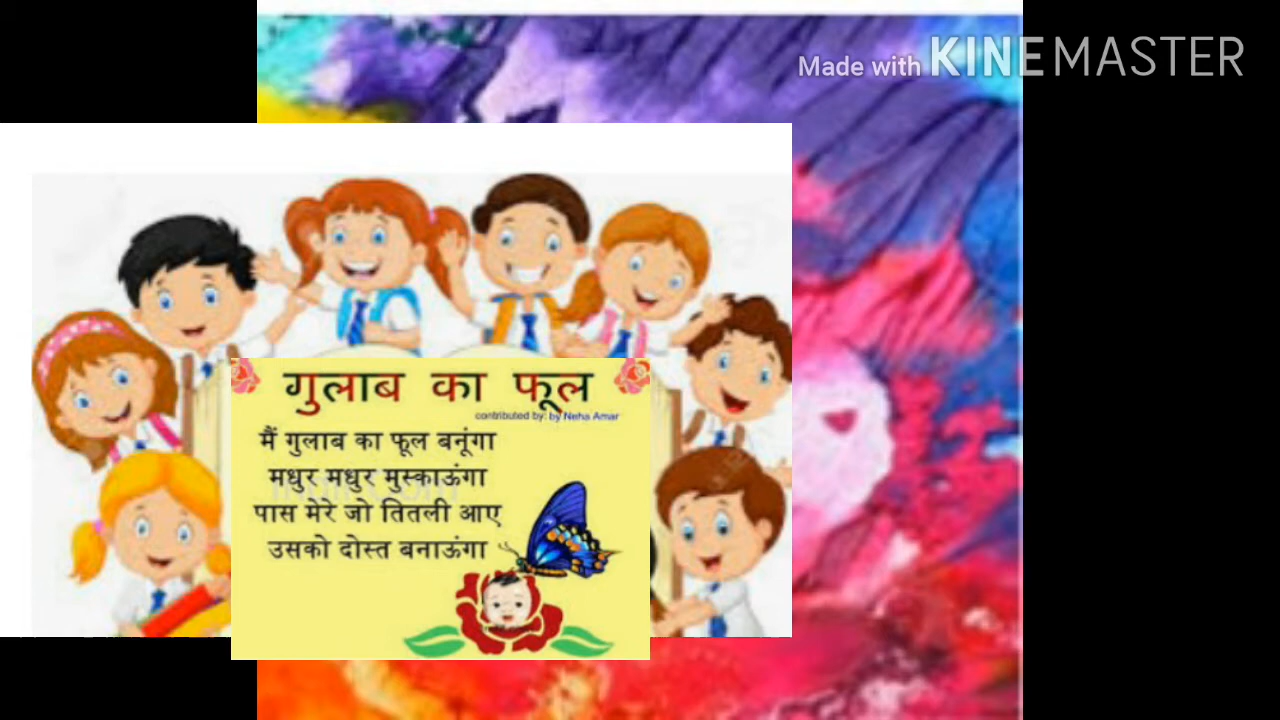 Made with KINEMASTER
गुलाब का फूल
contributed by: by Neha Amar
मैं गुलाब का फूल बनूंगा
मधुर मधुर मुस्काऊंगा
पास मेरे जो तितली आए
उसको दोस्त बनाऊंगा